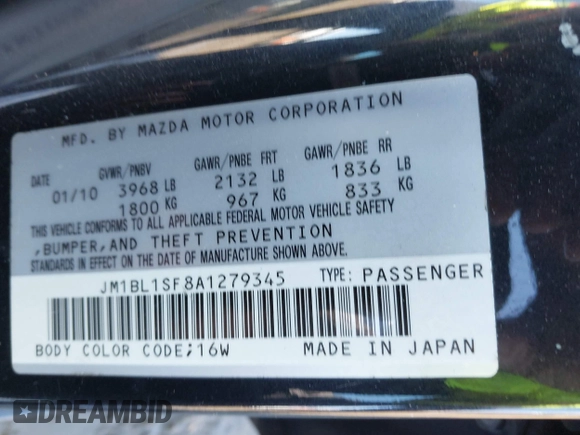 MFD. BY MAZDA MOTOR CORPORATION
DATE GVWR/PNBV GAWR/PNBE FRT GAWR/PNBE RR
01/10 3968 LB 2132 LB 1836 LB
1800 KG 967 KG 833 KG
THIS VEHICLE CONFORMS TO ALL APPLICABLE FEDERAL MOTOR VEHICLE SAFETY
,BUMPER,AND THEFT PREVENTION
STANDARDS IN EFFECT ON THE DATE OF MANUFACTURE SHOWN ABOVE.
JM1BL1SF8A1279345 TYPE: PASSENGER
BODY COLOR CODE;16W MADE IN JAPAN
DREAMBID